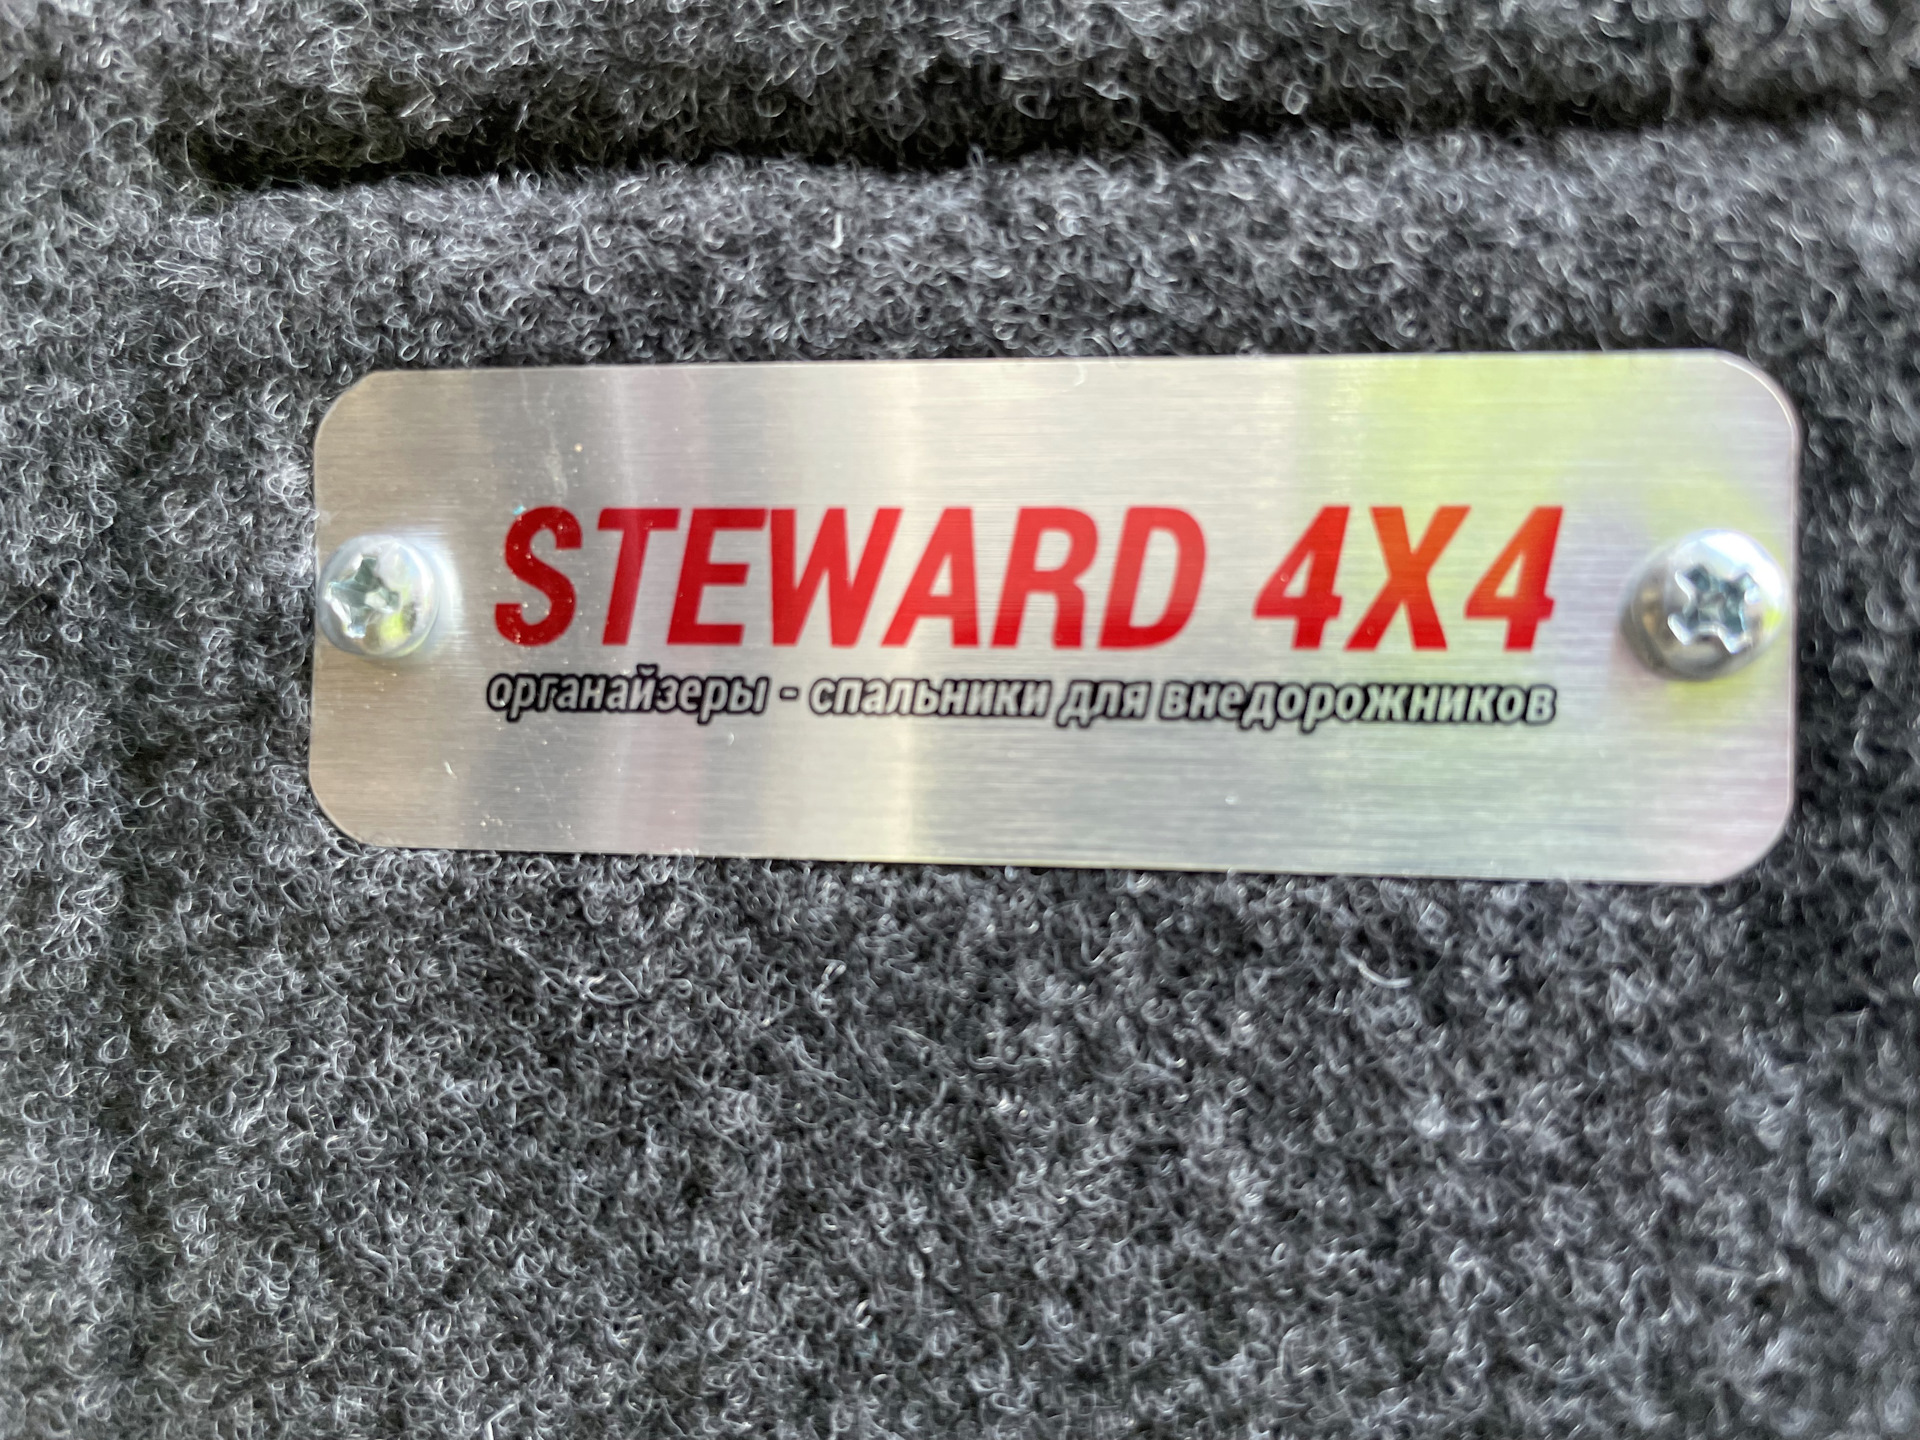 STEWARD 4X4
органайзеры - спальники для внедорожников